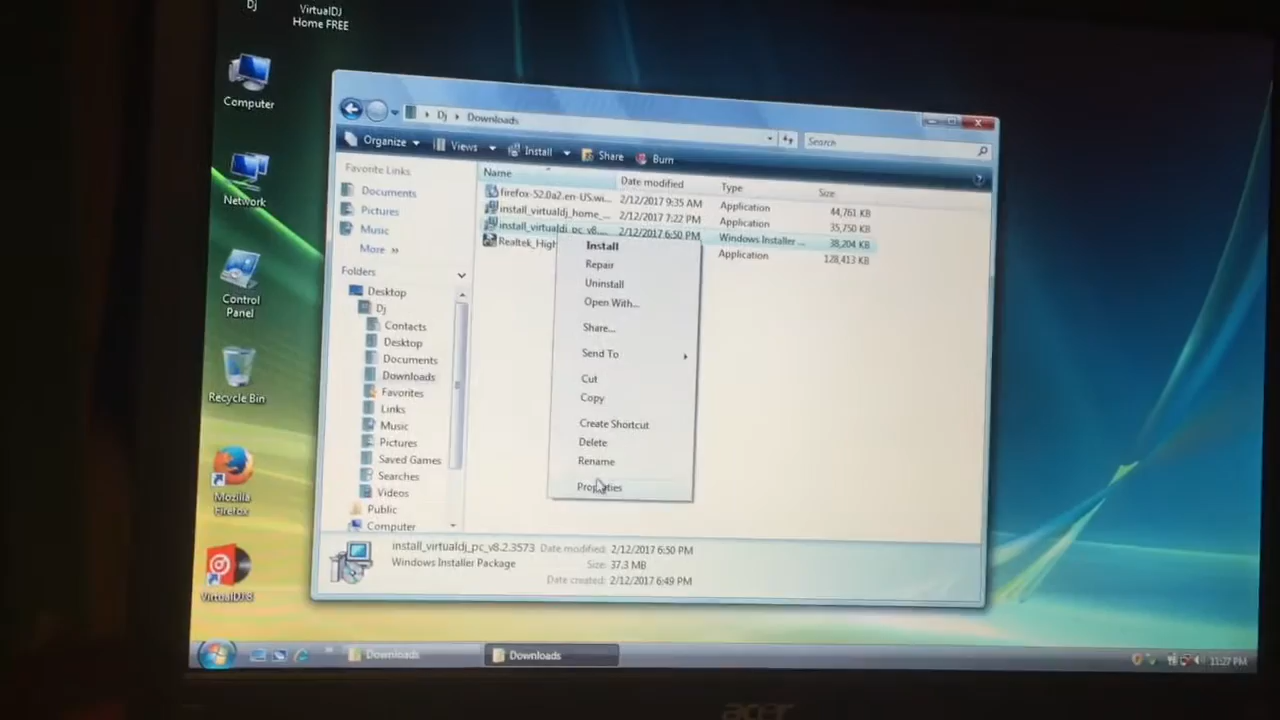 Dj
VirtualDJ
Home FREE
Computer
Network
Control
Panel
Recycle Bin
Mozilla
Firefox
VirtualDJ 8
Dj
Downloads
Search
Organize
Views
Install
Share
Burn
Favorite Links
Documents
Pictures
Music
More »
Folders
Desktop
Dj
Contacts
Desktop
Documents
Downloads
Favorites
Links
Music
Pictures
Saved Games
Searches
Videos
Public
Computer
Name Date modified Type Size
firefox-52.0a2.en-US.wi... 2/12/2017 9:35 AM Application 44,761 KB
install_virtualdj_home_... 2/12/2017 7:22 PM Application 35,750 KB
install_virtualdj_pc_v8.... 2/12/2017 6:50 PM Windows Installer ... 38,204 KB
Realtek_High Application 128,413 KB
Install
Repair
Uninstall
Open With...
Share...
Send To
Cut
Copy
Create Shortcut
Delete
Rename
Properties
install_virtualdj_pc_v8.2.3573 Date modified: 2/12/2017 6:50 PM
Windows Installer Package Size: 37.3 MB
Date created: 2/12/2017 6:49 PM
Downloads
Downloads
11:27 PM
acer